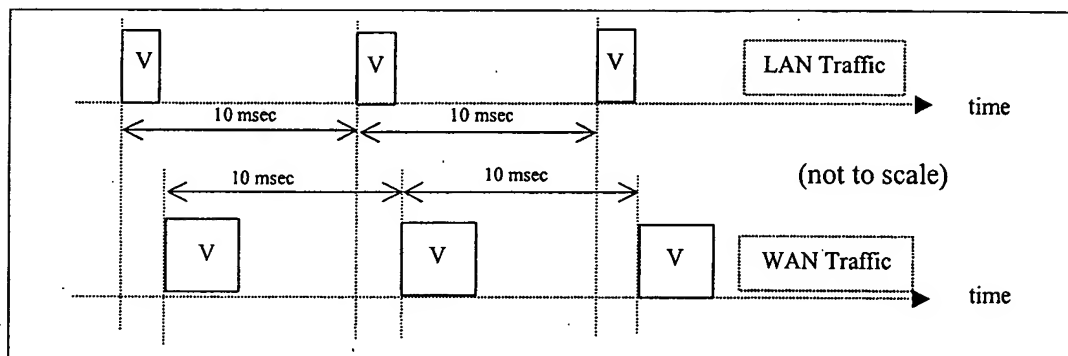 V V V LAN Traffic
time
10 msec 10 msec
(not to scale)
10 msec 10 msec
V V V WAN Traffic
time